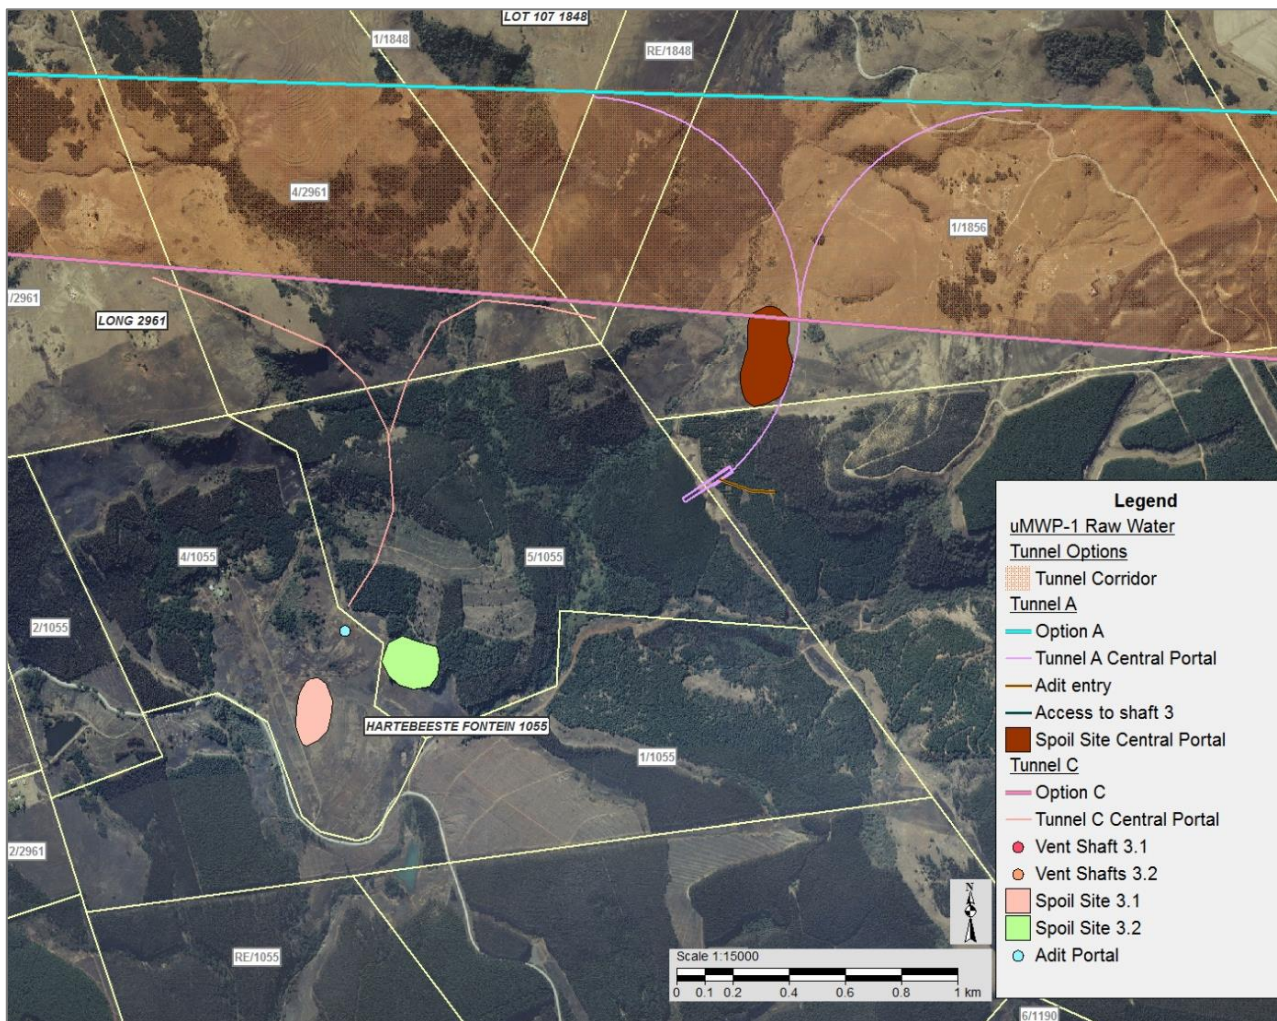 LOT 107 1848
1/1848
RE/1848
4/2961
1/1856
/2961
LONG 2961
4/1055
5/1055
2/1055
HARTEBEESTE FONTEIN 1055
1/1055
2/2961
RE/1055
6/1190
Legend
uMWP-1 Raw Water
Tunnel Options
Tunnel Corridor
Tunnel A
Option A
Tunnel A Central Portal
Adit entry
Access to shaft 3
Spoil Site Central Portal
Tunnel C
Option C
Tunnel C Central Portal
Vent Shaft 3.1
Vent Shafts 3.2
Spoil Site 3.1
Spoil Site 3.2
Adit Portal
N
Scale 1:15000
0 0.1 0.2 0.4 0.6 0.8 1 km